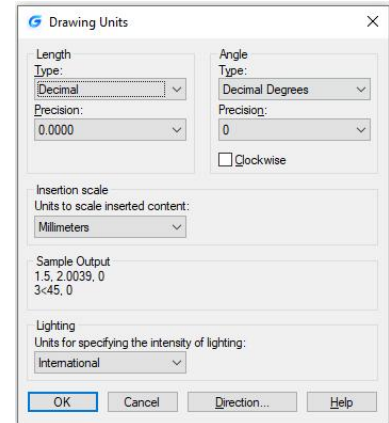 Drawing Units
Length
Type:
Decimal
Precision:
0.0000
Angle
Type:
Decimal Degrees
Precision:
0
Clockwise
Insertion scale
Units to scale inserted content:
Millimeters
Sample Output
1.5, 2.0039, 0
3<45, 0
Lighting
Units for specifying the intensity of lighting:
International
OK Cancel Direction... Help